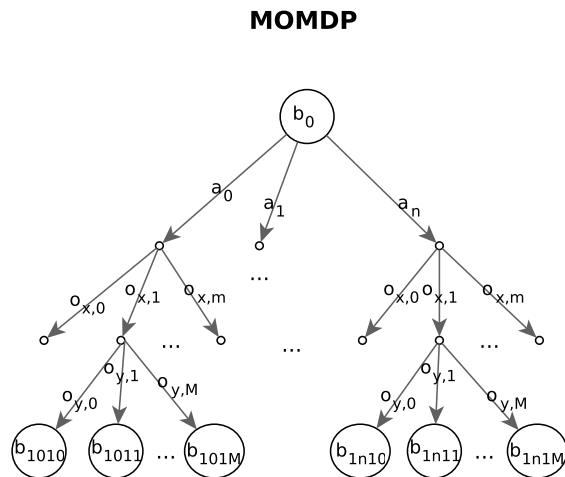 MOMDP
b0
a0 a1 an
...
ox,0 ox,1 ox,m ox,0 ox,1 ox,m
... ... ...
oy,0 oy,1 oy,M oy,0 oy,1 oy,M
b1010 b1011 ... b101M b1n10 b1n11 ... b1n1M